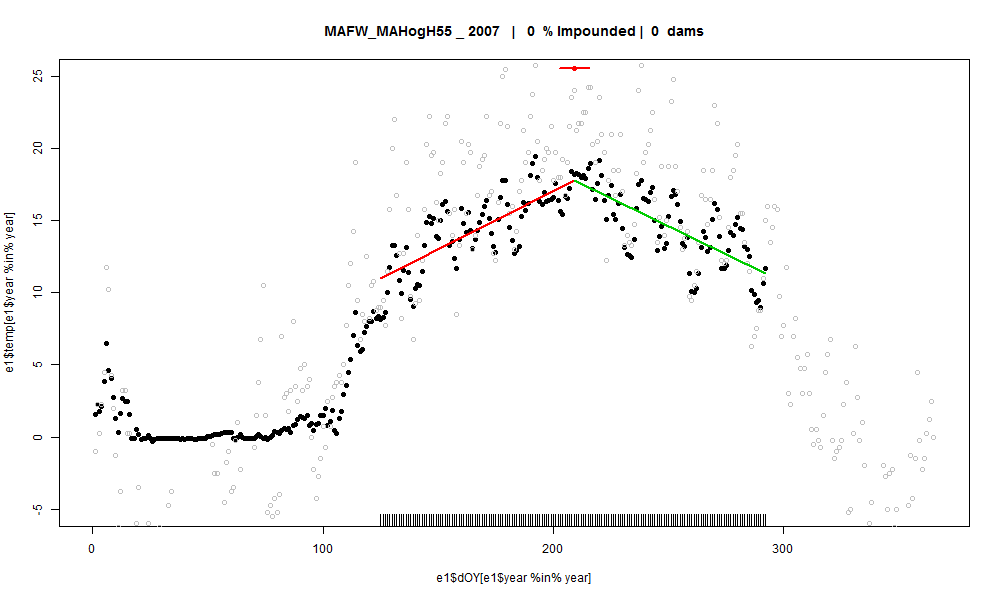 MAFW_MAHogH55 _ 2007 | 0 % Impounded | 0 dams
e1$temp[e1$year %in% year]
25
20
15
10
5
0
-5
0 100 200 300
e1$dOY[e1$year %in% year]